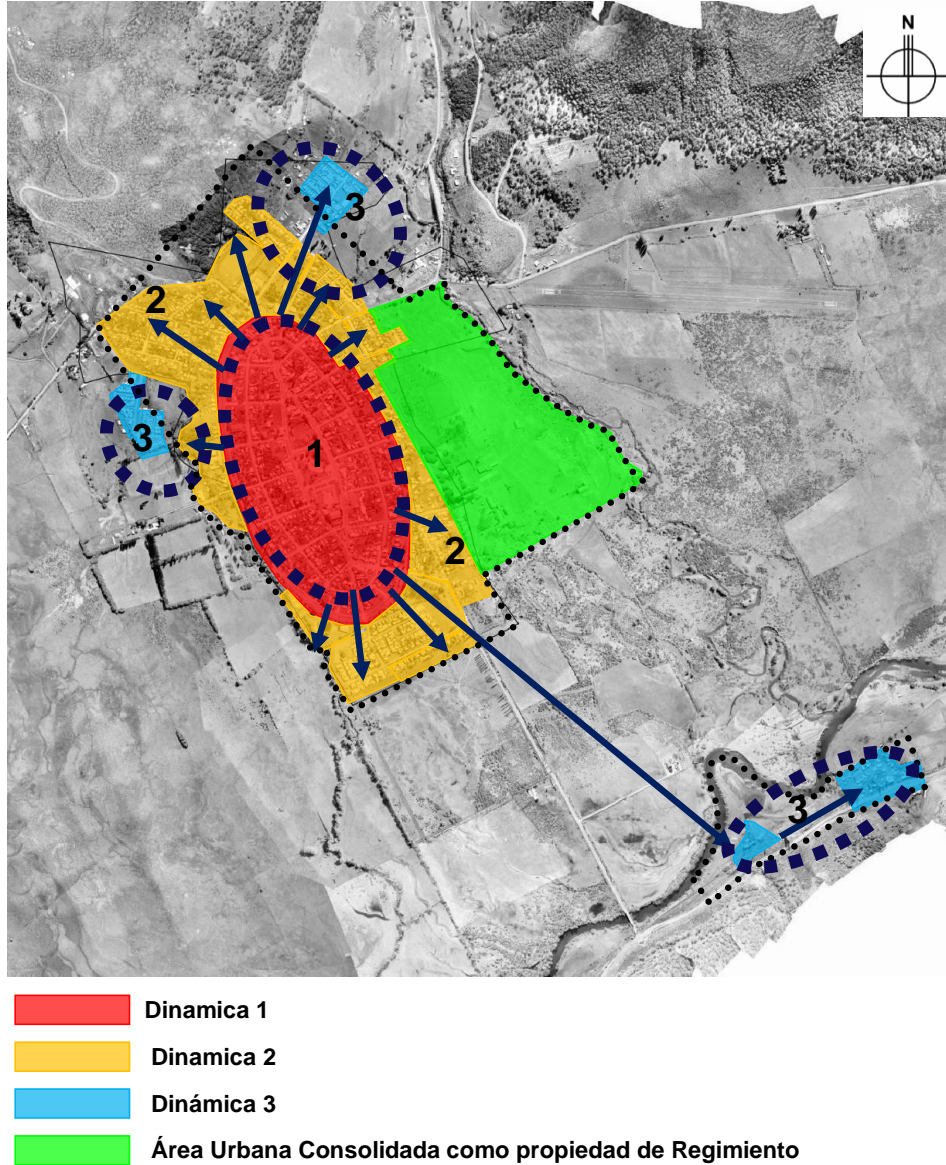 N
3
2
3
1
2
3
Dinamica 1
Dinamica 2
Dinámica 3
Área Urbana Consolidada como propiedad de Regimiento